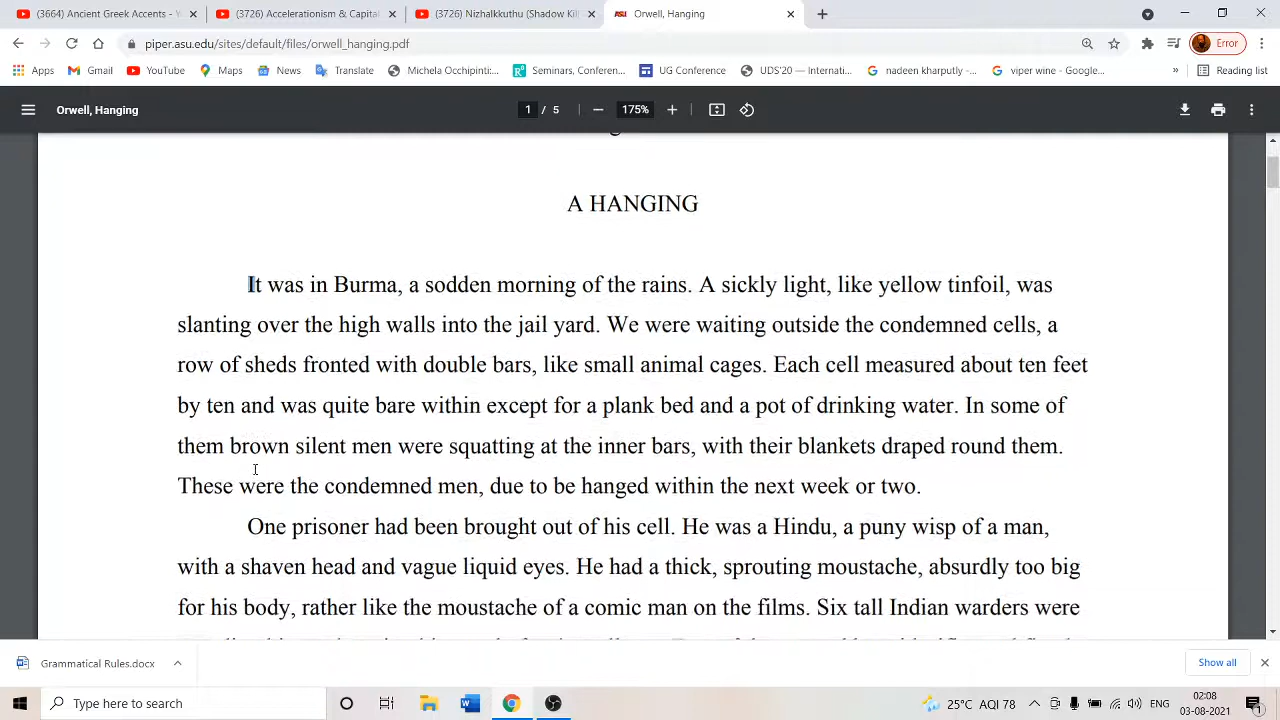 (3664) Ancient Greek Accents - Y
(3726) Accelerationism & Capital
(3726) Nizhalkkuthu (Shadow Kil
Orwell, Hanging
piper.asu.edu/sites/default/files/orwell_hanging.pdf
Error
Apps
Gmail
YouTube
Maps
News
Translate
Michela Occhipinti:...
Seminars, Conferen...
UG Conference
UDS'20 — Internati...
nadeen kharputly -...
viper wine - Google...
»
Reading list
Orwell, Hanging
1 / 5
175%
A HANGING
It was in Burma, a sodden morning of the rains. A sickly light, like yellow tinfoil, was
slanting over the high walls into the jail yard. We were waiting outside the condemned cells, a
row of sheds fronted with double bars, like small animal cages. Each cell measured about ten feet
by ten and was quite bare within except for a plank bed and a pot of drinking water. In some of
them brown silent men were squatting at the inner bars, with their blankets draped round them.
These were the condemned men, due to be hanged within the next week or two.
One prisoner had been brought out of his cell. He was a Hindu, a puny wisp of a man,
with a shaven head and vague liquid eyes. He had a thick, sprouting moustache, absurdly too big
for his body, rather like the moustache of a comic man on the films. Six tall Indian warders were
Grammatical Rules.docx
Show all
Type here to search
25°C AQI 78
ENG
02:08
03-08-2021